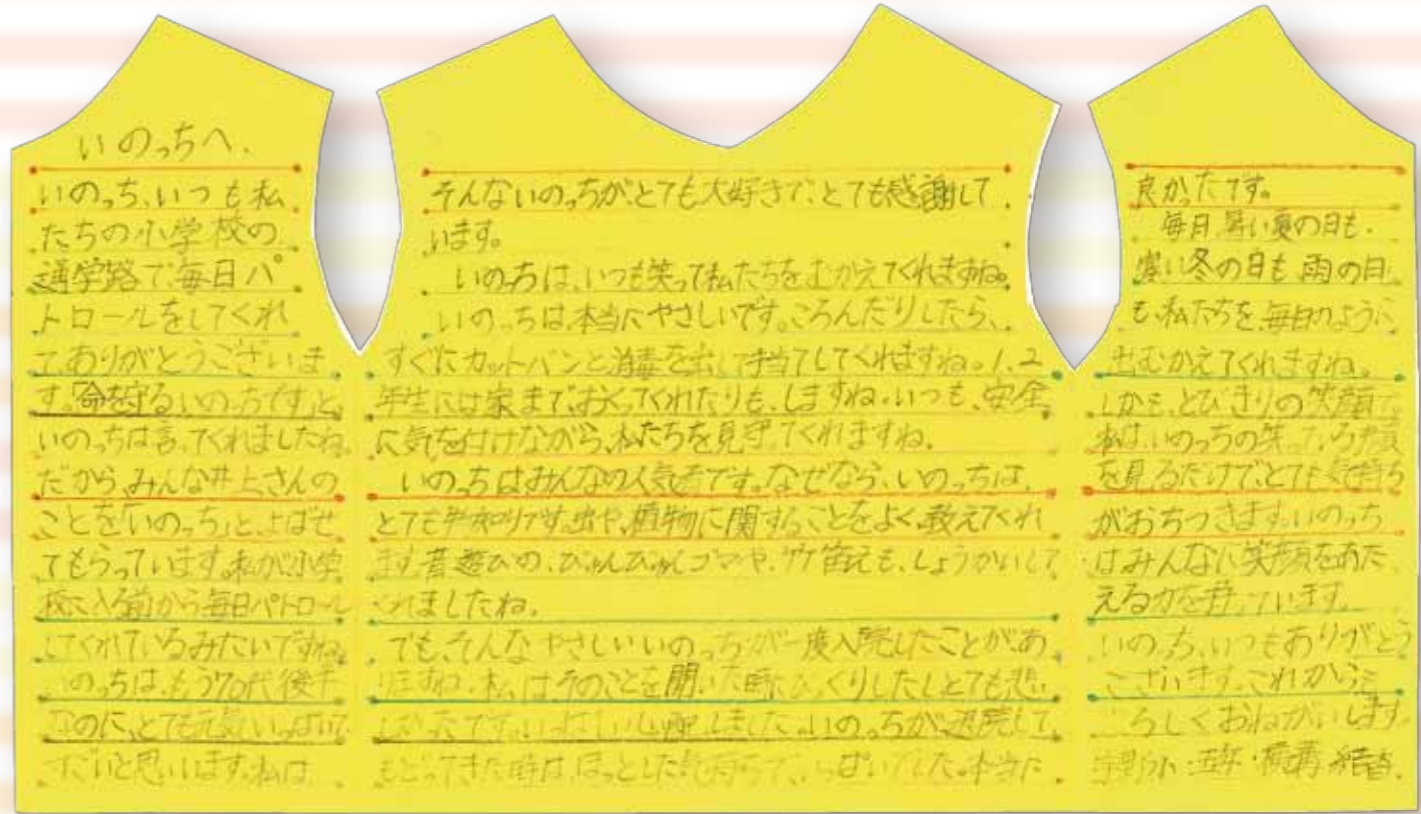 いのっちへ.
いのっち、いつも私
たちの小学校の
通学路で、毎日パ
トロールをしてくれ
て、ありがとうございま
す。「命を守るいのっちです」と、
いのっちは言ってくれましたね。
だから、みんな井上さんの
ことを「いのっち」と、よばせ
てもらっています。私が小学
校に入る前から毎日パトロール
してくれているみたいですね。
いのっちは、もう70代後半
なのに、とても元気いっぱいで
すごいと思います。私は、
そんないのっちが、とても大好きで、とても感謝して
います。
いのっちは、いつも笑って私たちをむかえてくれますね。
いのっちは、本当にやさしいです。ころんだりしたら、
すぐにカットバンと消毒を出して手当てしてくれますね。1、2
年生には家まで、おくってくれたりも、しますね。いつも、安全
に気を付けながら、私たちを見守ってくれますね。
いのっちはみんなの人気者です。なぜなら、いのっちは、
とても物知りです。虫や、植物に関することをよく、教えてくれ
ます。昔遊びの、びゅんびゅんゴマや、竹笛も、しょうかいして
くれましたね。
でも、そんなやさしいいのっちが一度入院したことが、あ
りますね。私はそのことを聞いた時びっくりしたしとても悲
しかったです。いっぱい心配しました。いのっちが退院して
もどってきた時は、ほっとした気持ちで、いっぱいでした。本当に
良かったです。
毎日、暑い夏の日も、
寒い冬の日も雨の日
も、私たちを、毎日のように
出むかえてくれますね。
しかも、とびきりの笑顔で。
私は、いのっちの笑っている顔
を見るだけで、とても気持ち
がおちつきます。いのっち
はみんなに笑顔をあた
える力を持っています。
いのっち、いつもありがとう
ございます。これからも
よろしくおねがいします。